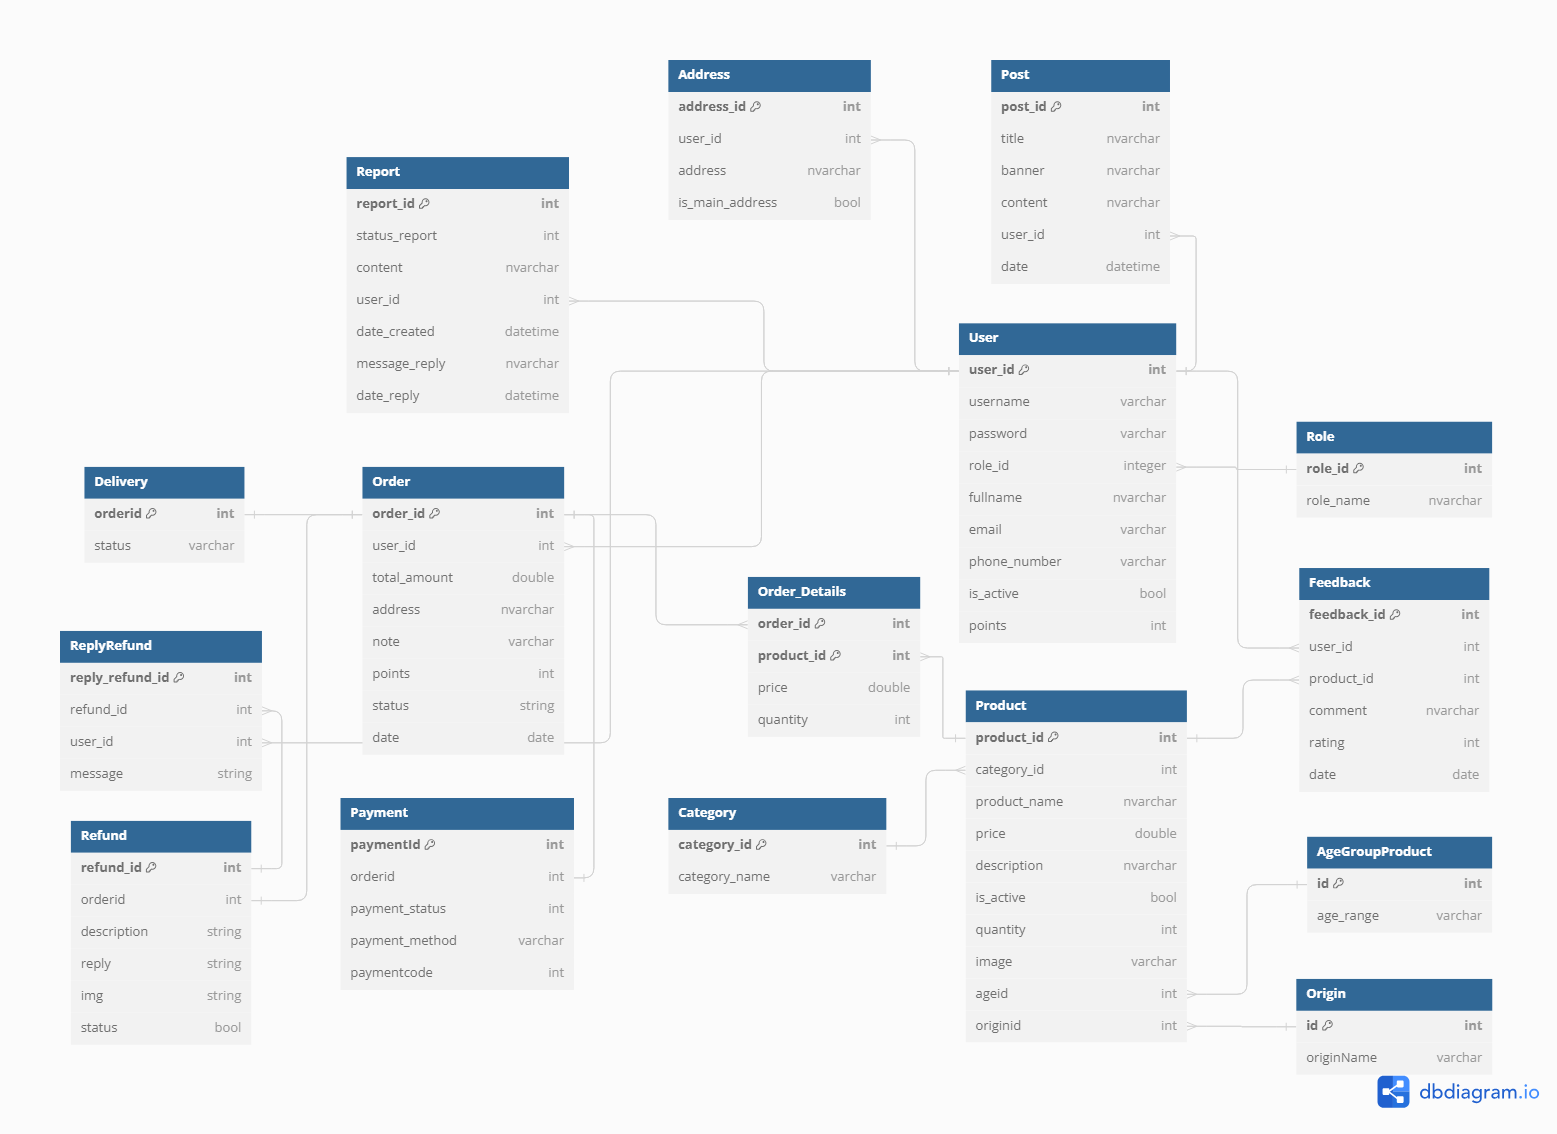 Address
address_id int
user_id int
address nvarchar
is_main_address bool
Post
post_id int
title nvarchar
banner nvarchar
content nvarchar
user_id int
date datetime
Report
report_id int
status_report int
content nvarchar
user_id int
date_created datetime
message_reply nvarchar
date_reply datetime
User
user_id int
username varchar
password varchar
role_id integer
fullname nvarchar
email varchar
phone_number varchar
is_active bool
points int
Role
role_id int
role_name nvarchar
Delivery
orderid int
status varchar
Order
order_id int
user_id int
total_amount double
address nvarchar
note varchar
points int
status string
date date
Order_Details
order_id int
product_id int
price double
quantity int
Feedback
feedback_id int
user_id int
product_id int
comment nvarchar
rating int
date date
ReplyRefund
reply_refund_id int
refund_id int
user_id int
message string
Product
product_id int
category_id int
product_name nvarchar
price double
description nvarchar
is_active bool
quantity int
image varchar
ageid int
originid int
Refund
refund_id int
orderid int
description string
reply string
img string
status bool
Payment
paymentId int
orderid int
payment_status int
payment_method varchar
paymentcode int
Category
category_id int
category_name varchar
AgeGroupProduct
id int
age_range varchar
Origin
id int
originName varchar
dbdiagram.io